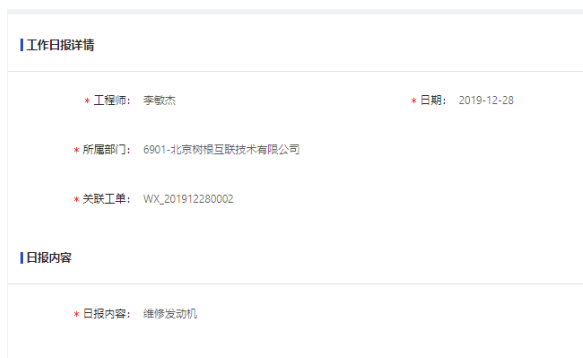 工作日报详情
* 工程师： 李敏杰 * 日期： 2019-12-28
* 所属部门： 6901-北京树根互联技术有限公司
* 关联工单： WX_201912280002
日报内容
* 日报内容： 维修发动机